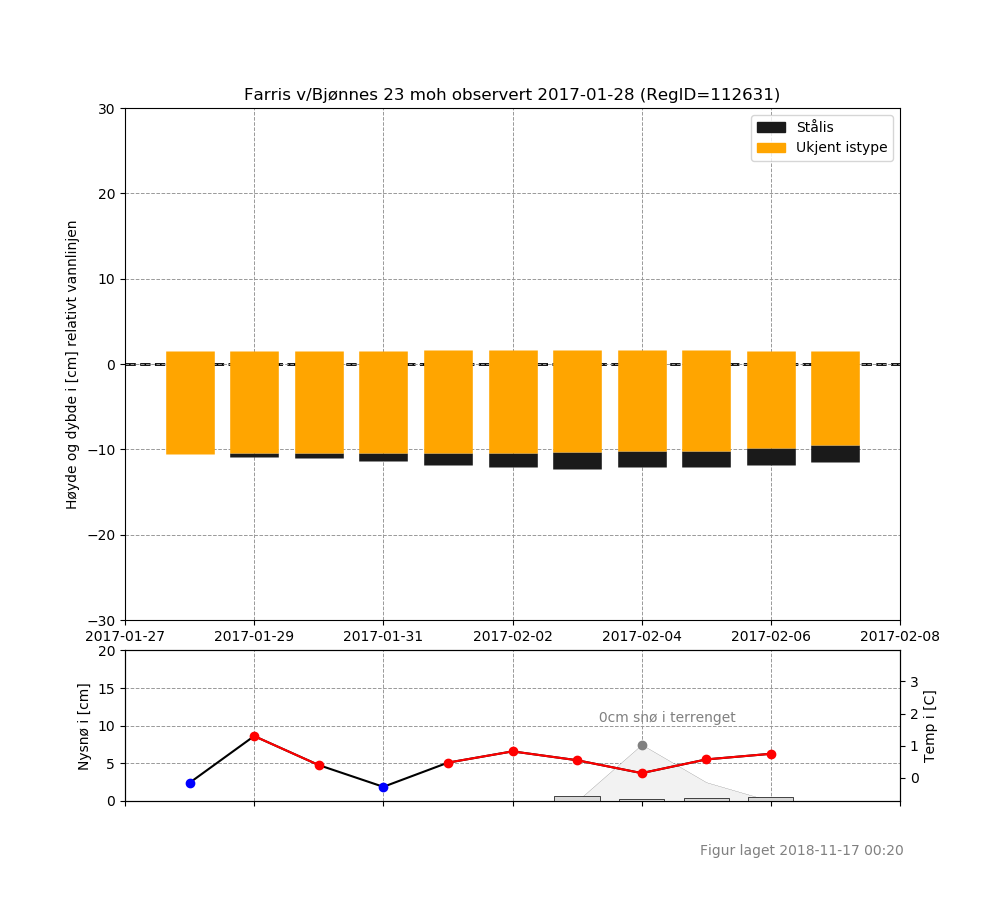 Farris v/Bjønnes 23 moh observert 2017-01-28 (RegID=112631)
Stålis
Ukjent istype
Høyde og dybde i [cm] relativt vannlinjen
30
20
10
0
−10
−20
−30
2017-01-27 2017-01-29 2017-01-31 2017-02-02 2017-02-04 2017-02-06 2017-02-08
Nysnø i [cm]
20
15
10
5
0
0cm snø i terrenget
3
2
1
0
Temp i [C]
Figur laget 2018-11-17 00:20